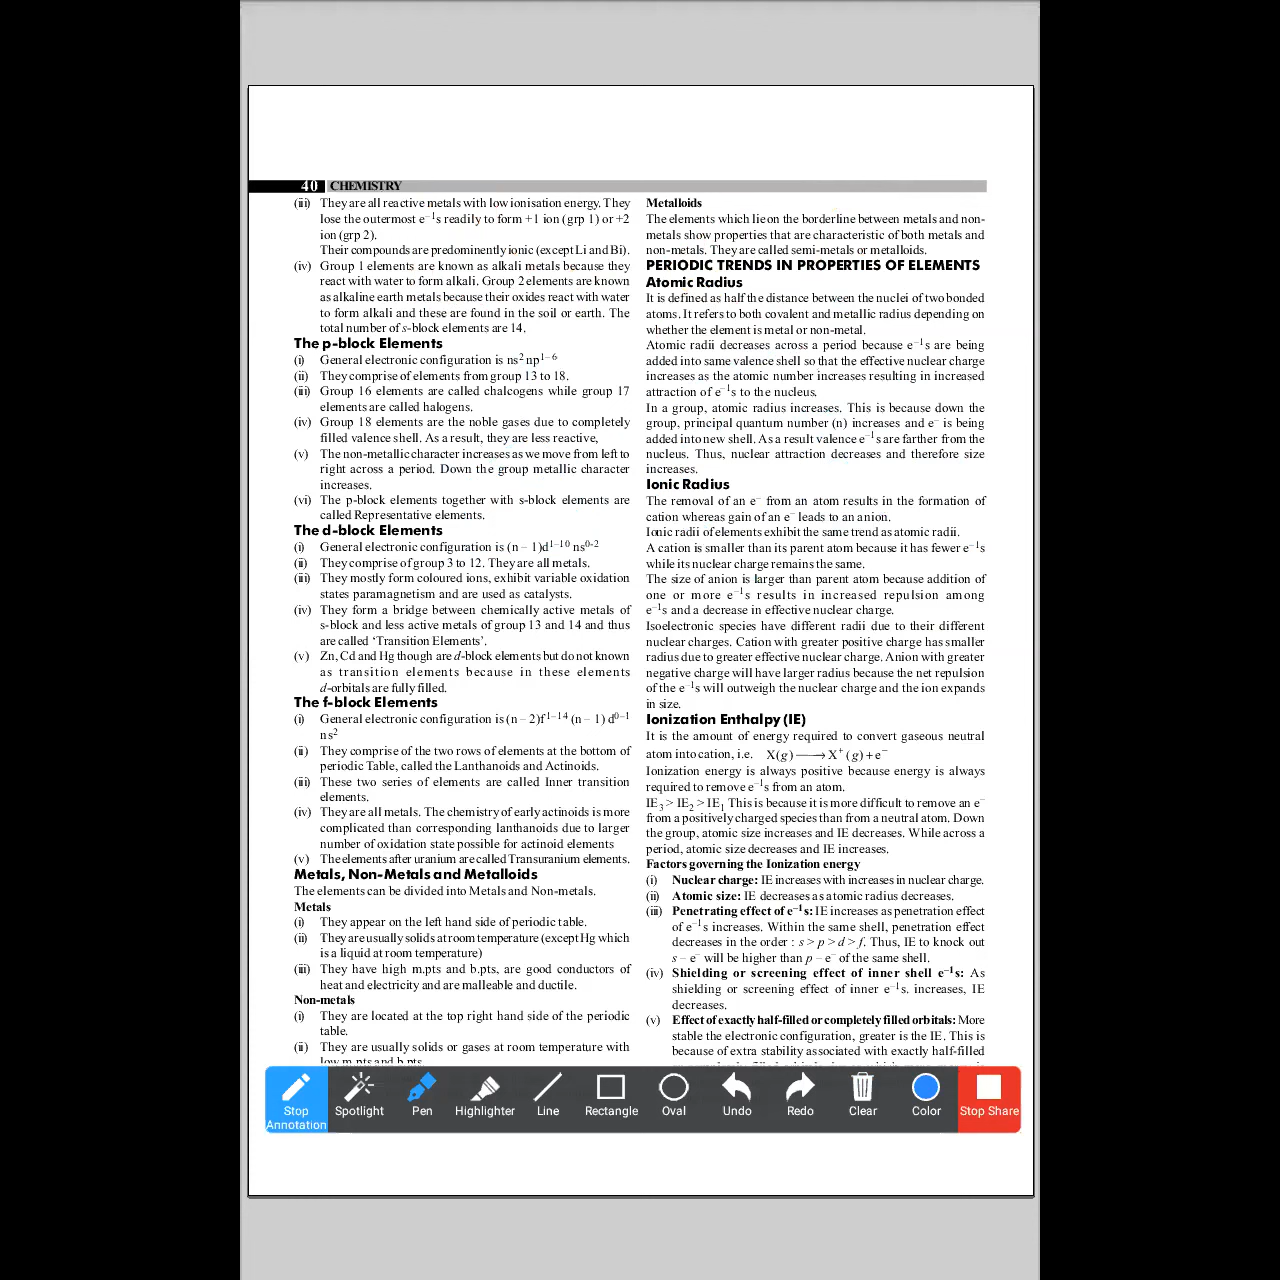 40 CHEMISTRY
(iii) They are all reactive metals with low ionisation energy. They
lose the outermost e⁻¹s readily to form +1 ion (grp 1) or +2
ion (grp 2).
Their compounds are predominently ionic (except Li and Bi).
(iv) Group 1 elements are known as alkali metals because they
react with water to form alkali. Group 2 elements are known
as alkaline earth metals because their oxides react with water
to form alkali and these are found in the soil or earth. The
total number of s-block elements are 14.
The p-block Elements
(i) General electronic configuration is ns² np¹⁻⁶
(ii) They comprise of elements from group 13 to 18.
(iii) Group 16 elements are called chalcogens while group 17
elements are called halogens.
(iv) Group 18 elements are the noble gases due to completely
filled valence shell. As a result, they are less reactive,
(v) The non-metallic character increases as we move from left to
right across a period. Down the group metallic character
increases.
(vi) The p-block elements together with s-block elements are
called Representative elements.
The d-block Elements
(i) General electronic configuration is (n – 1)d¹⁻¹⁰ ns⁰⁻²
(ii) They comprise of group 3 to 12. They are all metals.
(iii) They mostly form coloured ions, exhibit variable oxidation
states paramagnetism and are used as catalysts.
(iv) They form a bridge between chemically active metals of
s-block and less active metals of group 13 and 14 and thus
are called ‘Transition Elements’.
(v) Zn, Cd and Hg though are d-block elements but do not known
as transition elements because in these elements
d-orbitals are fully filled.
The f-block Elements
(i) General electronic configuration is (n – 2)f¹⁻¹⁴ (n – 1) d⁰⁻¹
ns²
(ii) They comprise of the two rows of elements at the bottom of
periodic Table, called the Lanthanoids and Actinoids.
(iii) These two series of elements are called Inner transition
elements.
(iv) They are all metals. The chemistry of early actinoids is more
complicated than corresponding lanthanoids due to larger
number of oxidation state possible for actinoid elements
(v) The elements after uranium are called Transuranium elements.
Metals, Non-Metals and Metalloids
The elements can be divided into Metals and Non-metals.
Metals
(i) They appear on the left hand side of periodic table.
(ii) They are usually solids at room temperature (except Hg which
is a liquid at room temperature)
(iii) They have high m.pts and b.pts, are good conductors of
heat and electricity and are malleable and ductile.
Non-metals
(i) They are located at the top right hand side of the periodic
table.
(ii) They are usually solids or gases at room temperature with
low m.pts and b.pts.
Metalloids
The elements which lie on the borderline between metals and non-
metals show properties that are characteristic of both metals and
non-metals. They are called semi-metals or metalloids.
PERIODIC TRENDS IN PROPERTIES OF ELEMENTS
Atomic Radius
It is defined as half the distance between the nuclei of two bonded
atoms. It refers to both covalent and metallic radius depending on
whether the element is metal or non-metal.
Atomic radii decreases across a period because e⁻¹s are being
added into same valence shell so that the effective nuclear charge
increases as the atomic number increases resulting in increased
attraction of e⁻¹s to the nucleus.
In a group, atomic radius increases. This is because down the
group, principal quantum number (n) increases and e⁻ is being
added into new shell. As a result valence e⁻¹s are farther from the
nucleus. Thus, nuclear attraction decreases and therefore size
increases.
Ionic Radius
The removal of an e⁻ from an atom results in the formation of
cation whereas gain of an e⁻ leads to an anion.
Ionic radii of elements exhibit the same trend as atomic radii.
A cation is smaller than its parent atom because it has fewer e⁻¹s
while its nuclear charge remains the same.
The size of anion is larger than parent atom because addition of
one or more e⁻¹s results in increased repulsion among
e⁻¹s and a decrease in effective nuclear charge.
Isoelectronic species have different radii due to their different
nuclear charges. Cation with greater positive charge has smaller
radius due to greater effective nuclear charge. Anion with greater
negative charge will have larger radius because the net repulsion
of the e⁻¹s will outweigh the nuclear charge and the ion expands
in size.
Ionization Enthalpy (IE)
It is the amount of energy required to convert gaseous neutral
atom into cation, i.e. X(g) ⟶ X⁺(g) + e⁻
Ionization energy is always positive because energy is always
required to remove e⁻¹s from an atom.
IE₃ > IE₂ > IE₁ This is because it is more difficult to remove an e⁻
from a positively charged species than from a neutral atom. Down
the group, atomic size increases and IE decreases. While across a
period, atomic size decreases and IE increases.
Factors governing the Ionization energy
(i) Nuclear charge: IE increases with increases in nuclear charge.
(ii) Atomic size: IE decreases as atomic radius decreases.
(iii) Penetrating effect of e⁻¹s: IE increases as penetration effect
of e⁻¹s increases. Within the same shell, penetration effect
decreases in the order : s > p > d > f. Thus, IE to knock out
s – e⁻ will be higher than p – e⁻ of the same shell.
(iv) Shielding or screening effect of inner shell e⁻¹s: As
shielding or screening effect of inner e⁻¹s. increases, IE
decreases.
(v) Effect of exactly half-filled or completely filled orbitals: More
stable the electronic configuration, greater is the IE. This is
because of extra stability associated with exactly half-filled
Stop Annotation
Spotlight
Pen
Highlighter
Line
Rectangle
Oval
Undo
Redo
Clear
Color
Stop Share